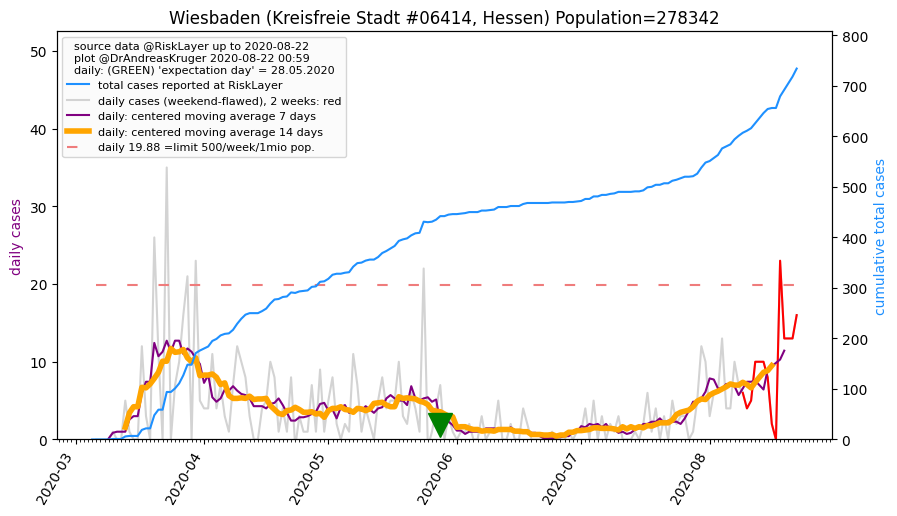 Wiesbaden (Kreisfreie Stadt #06414, Hessen) Population=278342
source data @RiskLayer up to 2020-08-22
plot @DrAndreasKruger 2020-08-22 00:59
daily: (GREEN) 'expectation day' = 28.05.2020
total cases reported at RiskLayer
daily cases (weekend-flawed), 2 weeks: red
daily: centered moving average 7 days
daily: centered moving average 14 days
daily 19.88 =limit 500/week/1mio pop.
daily cases
50
40
30
20
10
0
800
700
600
500
400
300
200
100
0
cumulative total cases
2020-03
2020-04
2020-05
2020-06
2020-07
2020-08